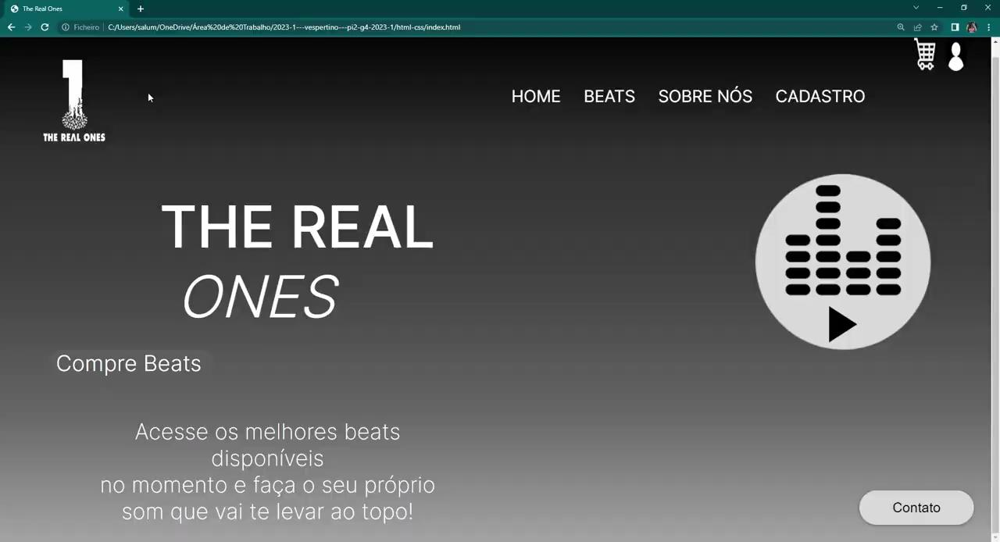 The Real Ones
Ficheiro
C:/Users/salum/OneDrive/Área%20de%20Trabalho/2023-1---vespertino---pi2-g4-2023-1/html-css/index.html
THE REAL ONES
HOME BEATS SOBRE NÓS CADASTRO
THE REAL
ONES
Compre Beats
Acesse os melhores beats
disponíveis
no momento e faça o seu próprio
som que vai te levar ao topo!
Contato